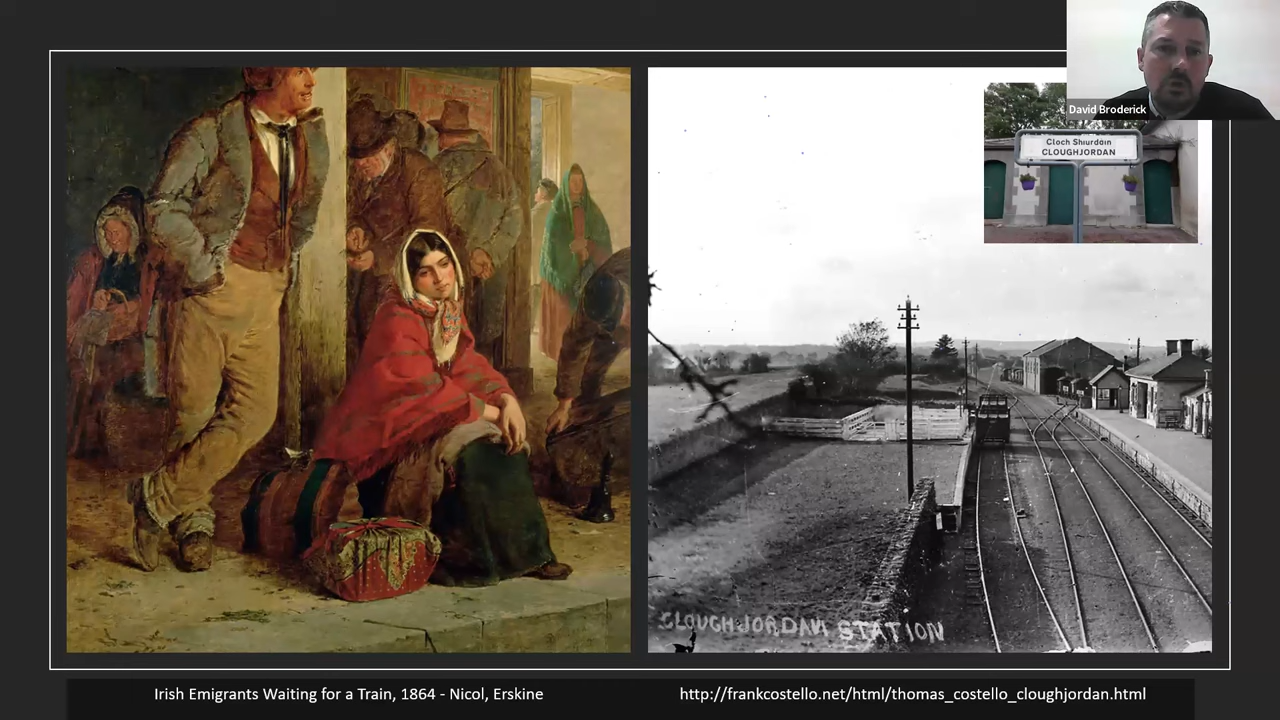 David Broderick
Cloch Shiurdáin
CLOUGHJORDAN
CLOUGHJORDAN STATION
Irish Emigrants Waiting for a Train, 1864 - Nicol, Erskine
http://frankcostello.net/html/thomas_costello_cloughjordan.html